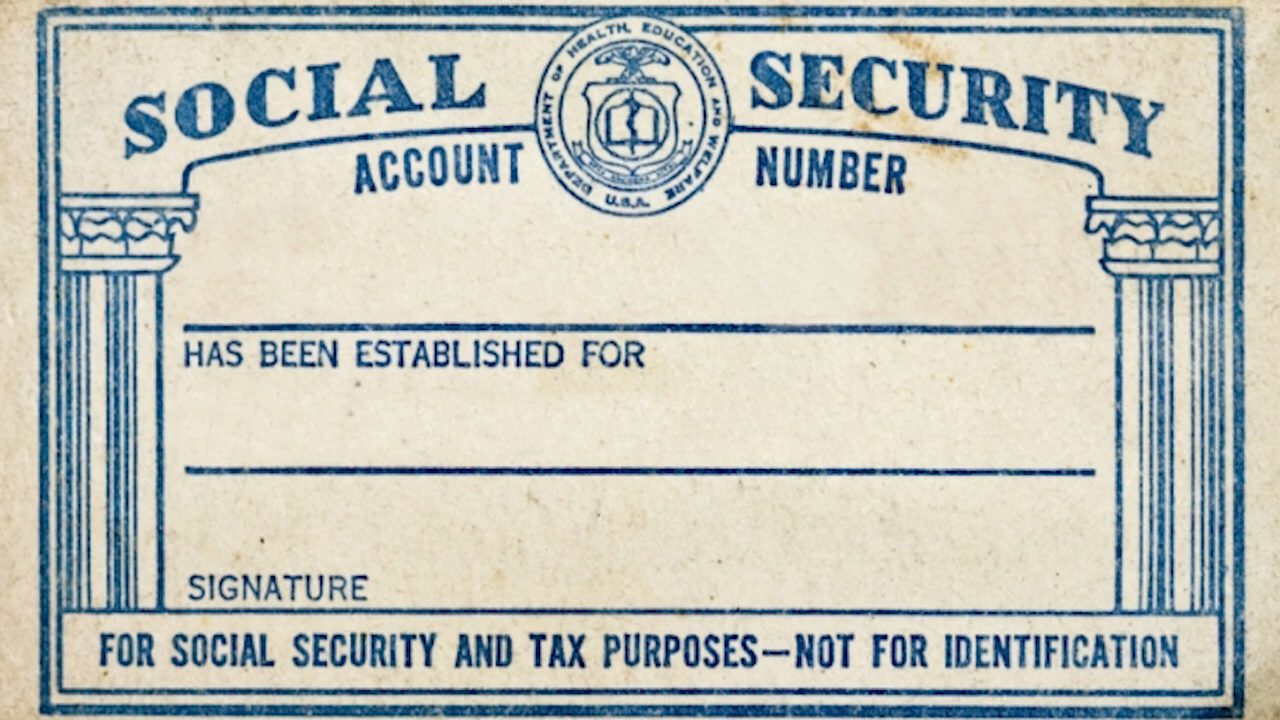 SOCIAL SECURITY
DEPARTMENT OF HEALTH, EDUCATION AND WELFARE
U.S.A.
ACCOUNT NUMBER
HAS BEEN ESTABLISHED FOR
SIGNATURE
FOR SOCIAL SECURITY AND TAX PURPOSES—NOT FOR IDENTIFICATION